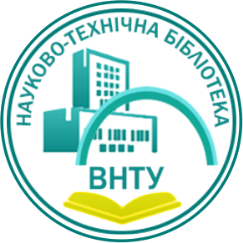 НАУКОВО-ТЕХНІЧНА БІБЛІОТЕКА
ВНТУ